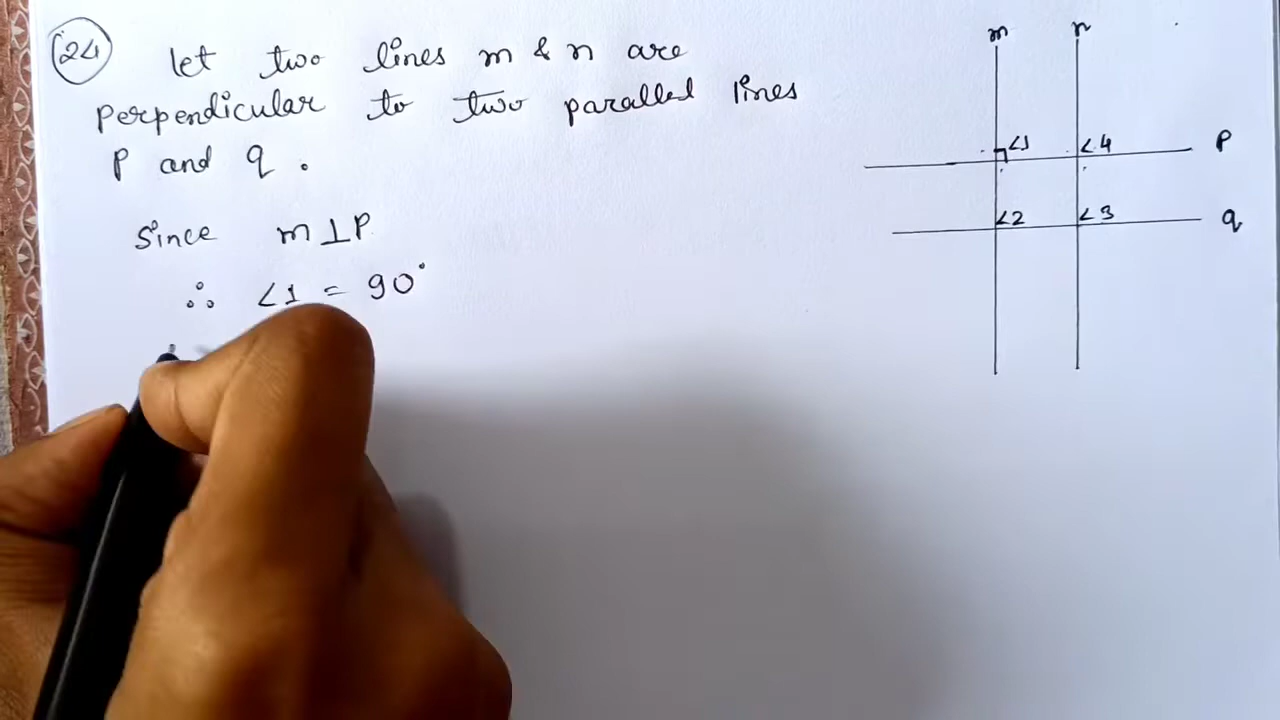 24
Let two lines m & n are
perpendicular to two parallel lines
P and q.
Since m ⊥ P
∴ ∠1 = 90°
m n
∠1 ∠4 P
∠2 ∠3 q